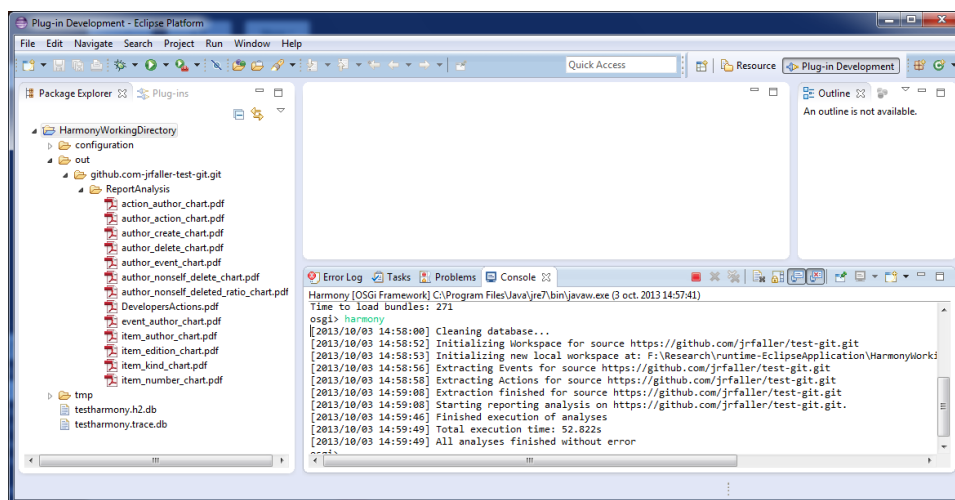 Plug-in Development - Eclipse Platform
File Edit Navigate Search Project Run Window Help
Quick Access
Resource
Plug-in Development
Package Explorer
Plug-ins
HarmonyWorkingDirectory
configuration
out
github.com-jrfaller-test-git.git
ReportAnalysis
action_author_chart.pdf
author_action_chart.pdf
author_create_chart.pdf
author_delete_chart.pdf
author_event_chart.pdf
author_nonself_delete_chart.pdf
author_nonself_deleted_ratio_chart.pdf
DevelopersActions.pdf
event_author_chart.pdf
item_author_chart.pdf
item_edition_chart.pdf
item_kind_chart.pdf
item_number_chart.pdf
tmp
testharmony.h2.db
testharmony.trace.db
Outline
An outline is not available.
Error Log Tasks Problems Console
Harmony [OSGi Framework] C:\Program Files\Java\jre7\bin\javaw.exe (3 oct. 2013 14:57:41)
Time to load bundles: 271
osgi> harmony
[2013/10/03 14:58:00] Cleaning database...
[2013/10/03 14:58:52] Initializing Workspace for source https://github.com/jrfaller/test-git.git
[2013/10/03 14:58:53] Initializing new local workspace at: F:\Research\runtime-EclipseApplication\HarmonyWorki
[2013/10/03 14:58:56] Extracting Events for source https://github.com/jrfaller/test-git.git
[2013/10/03 14:58:58] Extracting Actions for source https://github.com/jrfaller/test-git.git
[2013/10/03 14:59:08] Extraction finished for source https://github.com/jrfaller/test-git.git
[2013/10/03 14:59:08] Starting reporting analysis on https://github.com/jrfaller/test-git.git.
[2013/10/03 14:59:46] Finished execution of analyses
[2013/10/03 14:59:49] Total execution time: 52.822s
[2013/10/03 14:59:49] All analyses finished without error
osgi>